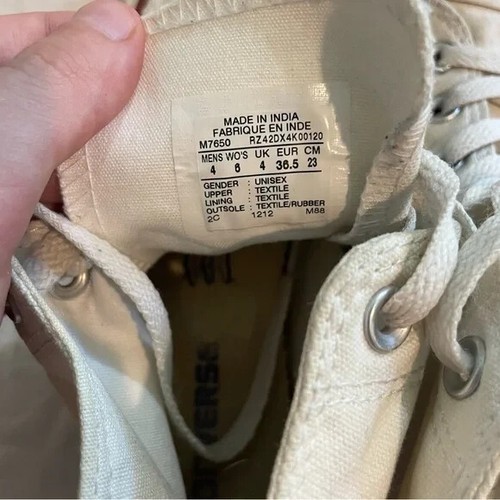 MADE IN INDIA
FABRIQUE EN INDE
M7650 RZ42DX4K00120
MENS WO'S UK EUR CM
4 6 4 36.5 23
GENDER : UNISEX
UPPER : TEXTILE
LINING : TEXTILE
OUTSOLE : TEXTILE/RUBBER
2C 1212 M88